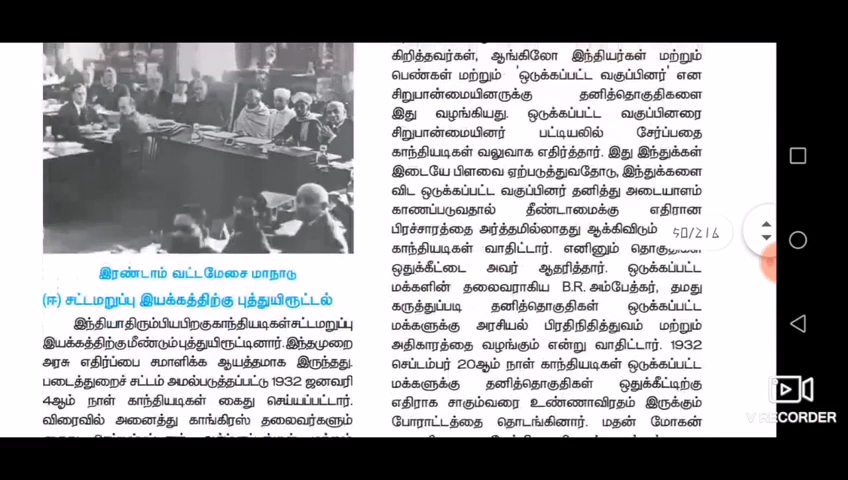 இரண்டாம் வட்டமேசை மாநாடு
(ஈ) சட்டமறுப்பு இயக்கத்திற்கு புத்துயிரூட்டல்
இந்தியாதிரும்பியபிறகுகாந்தியடிகள்சட்டமறுப்பு
இயக்கத்திற்குமீண்டும்புத்துயிரூட்டினார்.இந்தமுறை
அரசு எதிர்ப்பை சமாளிக்க ஆயத்தமாக இருந்தது.
படைத்துறைச் சட்டம் அமல்படுத்தப்பட்டு 1932 ஜனவரி
4ஆம் நாள் காந்தியடிகள் கைது செய்யப்பட்டார்.
விரைவில் அனைத்து காங்கிரஸ் தலைவர்களும்
கிறித்தவர்கள், ஆங்கிலோ இந்தியர்கள் மற்றும்
பெண்கள் மற்றும் 'ஒடுக்கப்பட்ட வகுப்பினர்' என
சிறுபான்மையினருக்கு தனித்தொகுதிகளை
இது வழங்கியது. ஒடுக்கப்பட்ட வகுப்பினரை
சிறுபான்மையினர் பட்டியலில் சேர்ப்பதை
காந்தியடிகள் வலுவாக எதிர்த்தார். இது இந்துக்கள்
இடையே பிளவை ஏற்படுத்துவதோடு, இந்துக்களை
விட ஒடுக்கப்பட்ட வகுப்பினர் தனித்து அடையாளம்
காணப்படுவதால் தீண்டாமைக்கு எதிரான
பிரச்சாரத்தை அர்த்தமில்லாதது ஆக்கிவிடும்
காந்தியடிகள் வாதிட்டார். எனினும்
ஒதுக்கீட்டை அவர் ஆதரித்தார். ஒடுக்கப்பட்ட
மக்களின் தலைவராகிய B.R. அம்பேத்கர், தமது
கருத்துப்படி தனித்தொகுதிகள் ஒடுக்கப்பட்ட
மக்களுக்கு அரசியல் பிரதிநிதித்துவம் மற்றும்
அதிகாரத்தை வழங்கும் என்று வாதிட்டார். 1932
செப்டம்பர் 20ஆம் நாள் காந்தியடிகள் ஒடுக்கப்பட்ட
மக்களுக்கு தனித்தொகுதிகள் ஒதுக்கீட்டிற்கு
எதிராக சாகும்வரை உண்ணாவிரதம் இருக்கும்
போராட்டத்தை தொடங்கினார். மதன் மோகன்
50/216
V RECORDER